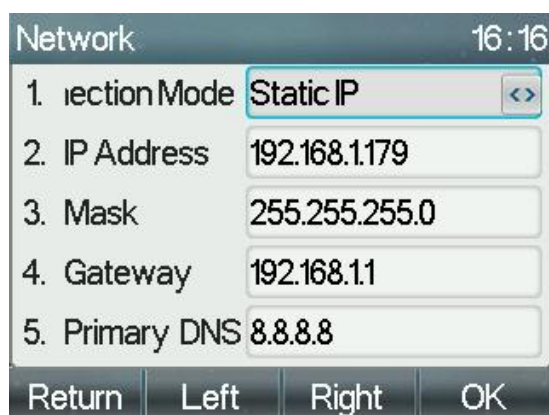 Network 16:16
1. nection Mode Static IP
2. IP Address 192.168.1.179
3. Mask 255.255.255.0
4. Gateway 192.168.1.1
5. Primary DNS 8.8.8.8
Return Left Right OK